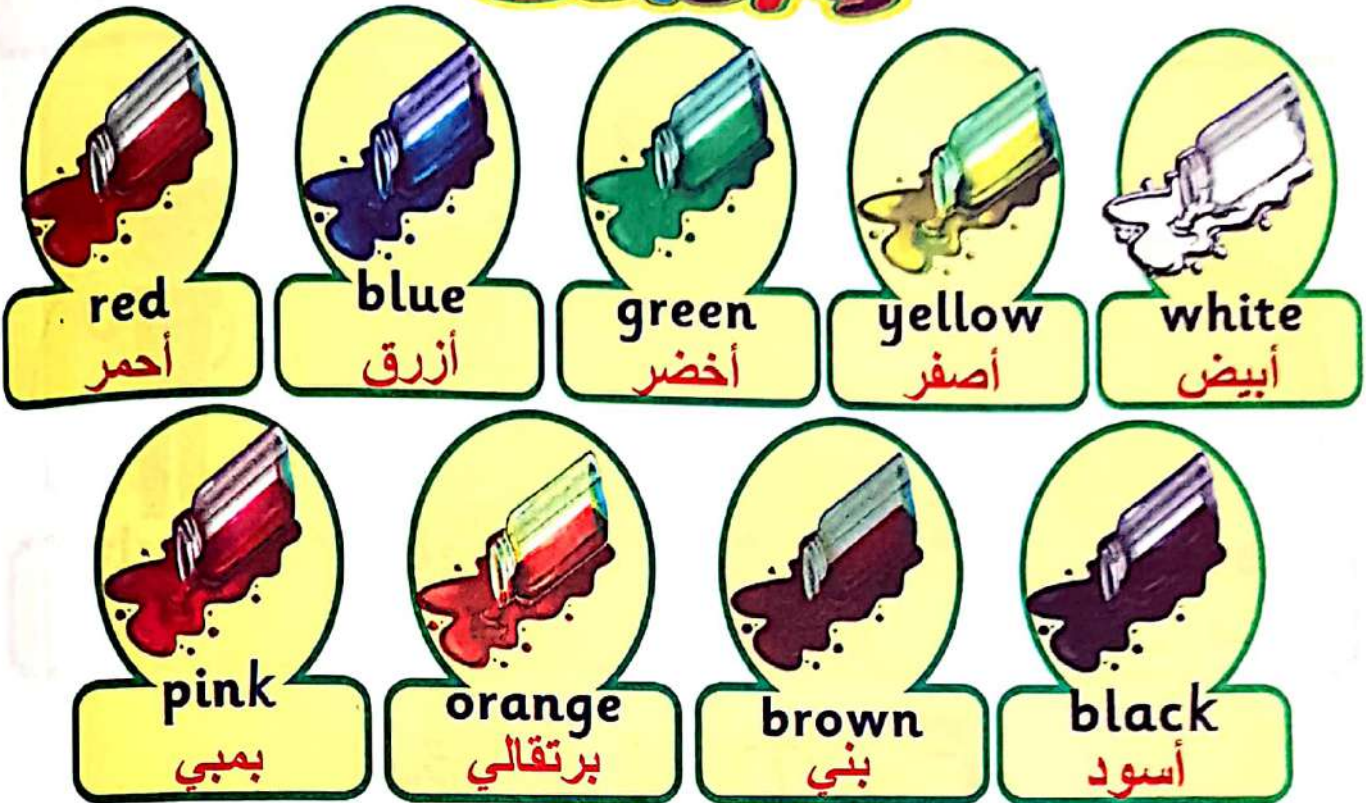 red
أحمر
blue
أزرق
green
أخضر
yellow
أصفر
white
أبيض
pink
بمبي
orange
برتقالي
brown
بني
black
أسود